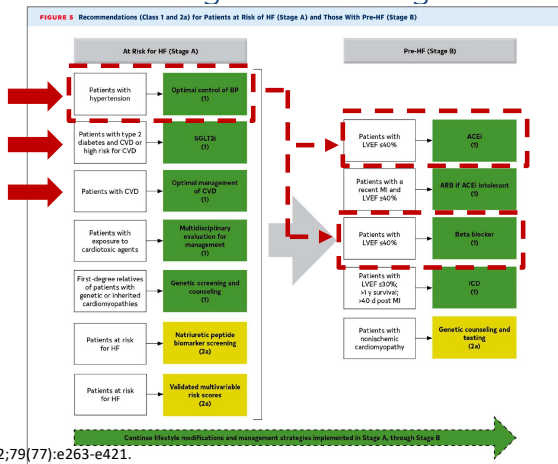 FIGURE 5 Recommendations (Class 1 and 2a) for Patients at Risk of HF (Stage A) and Those With Pre-HF (Stage B)
At Risk for HF (Stage A)
Patients with
hypertension
Optimal control of BP
(1)
Patients with type 2
diabetes and CVD or
high risk for CVD
SGLT2i
(1)
Patients with CVD
Optimal management
of CVD
(1)
Patients with
exposure to
cardiotoxic agents
Multidisciplinary
evaluation for
management
(1)
First-degree relatives
of patients with
genetic or inherited
cardiomyopathies
Genetic screening and
counseling
(1)
Patients at risk
for HF
Natriuretic peptide
biomarker screening
(2a)
Patients at risk
for HF
Validated multivariable
risk scores
(2a)
Pre-HF (Stage B)
Patients with
LVEF ≤40%
ACEi
(1)
Patients with a
recent MI and
LVEF ≤40%
ARB if ACEi intolerant
(1)
Patients with
LVEF ≤40%
Beta blocker
(1)
Patients with
LVEF ≤30%;
>1 y survival;
>40 d post MI
ICD
(1)
Patients with
nonischemic
cardiomyopathy
Genetic counseling and
testing
(2a)
Continue lifestyle modifications and management strategies implemented in Stage A, through Stage B
2;79(77):e263-e421.